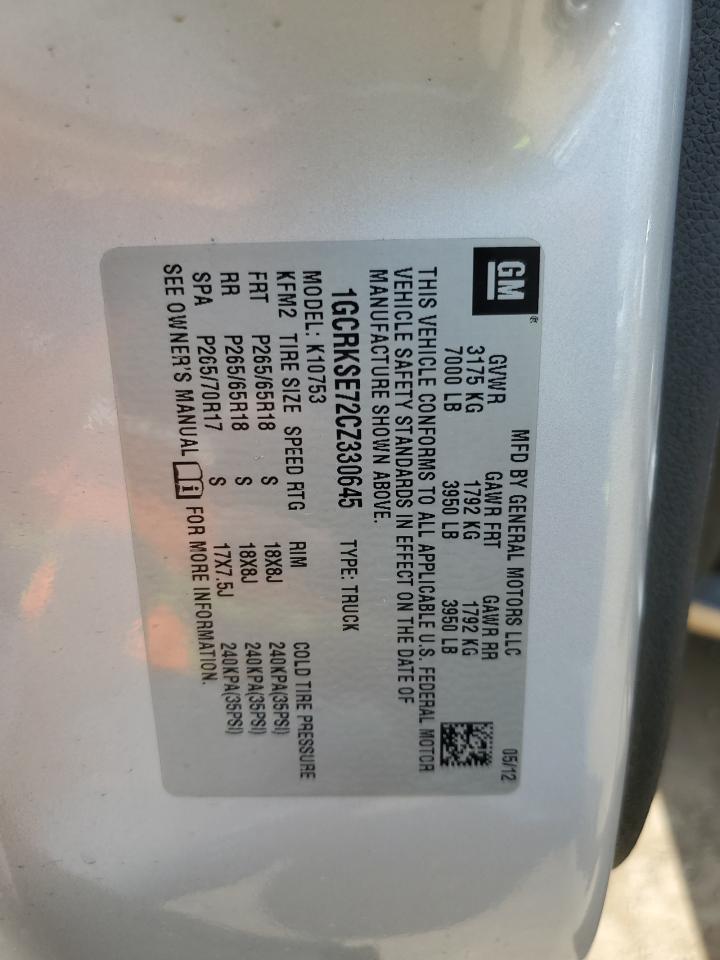 GM®
MFD BY GENERAL MOTORS LLC 05/12
GVWR GAWR FRT GAWR RR
3175 KG 1792 KG 1792 KG
7000 LB 3950 LB 3950 LB
THIS VEHICLE CONFORMS TO ALL APPLICABLE U.S. FEDERAL MOTOR
VEHICLE SAFETY STANDARDS IN EFFECT ON THE DATE OF
MANUFACTURE SHOWN ABOVE.
1GCRKSE72CZ330645 TYPE: TRUCK
MODEL: K10753
KFM2 TIRE SIZE SPEED RTG RIM COLD TIRE PRESSURE
FRT P265/65R18 S 18X8J 240KPA(35PSI)
RR P265/65R18 S 18X8J 240KPA(35PSI)
SPA P265/70R17 S 17X7.5J 240KPA(35PSI)
SEE OWNER'S MANUAL i FOR MORE INFORMATION.